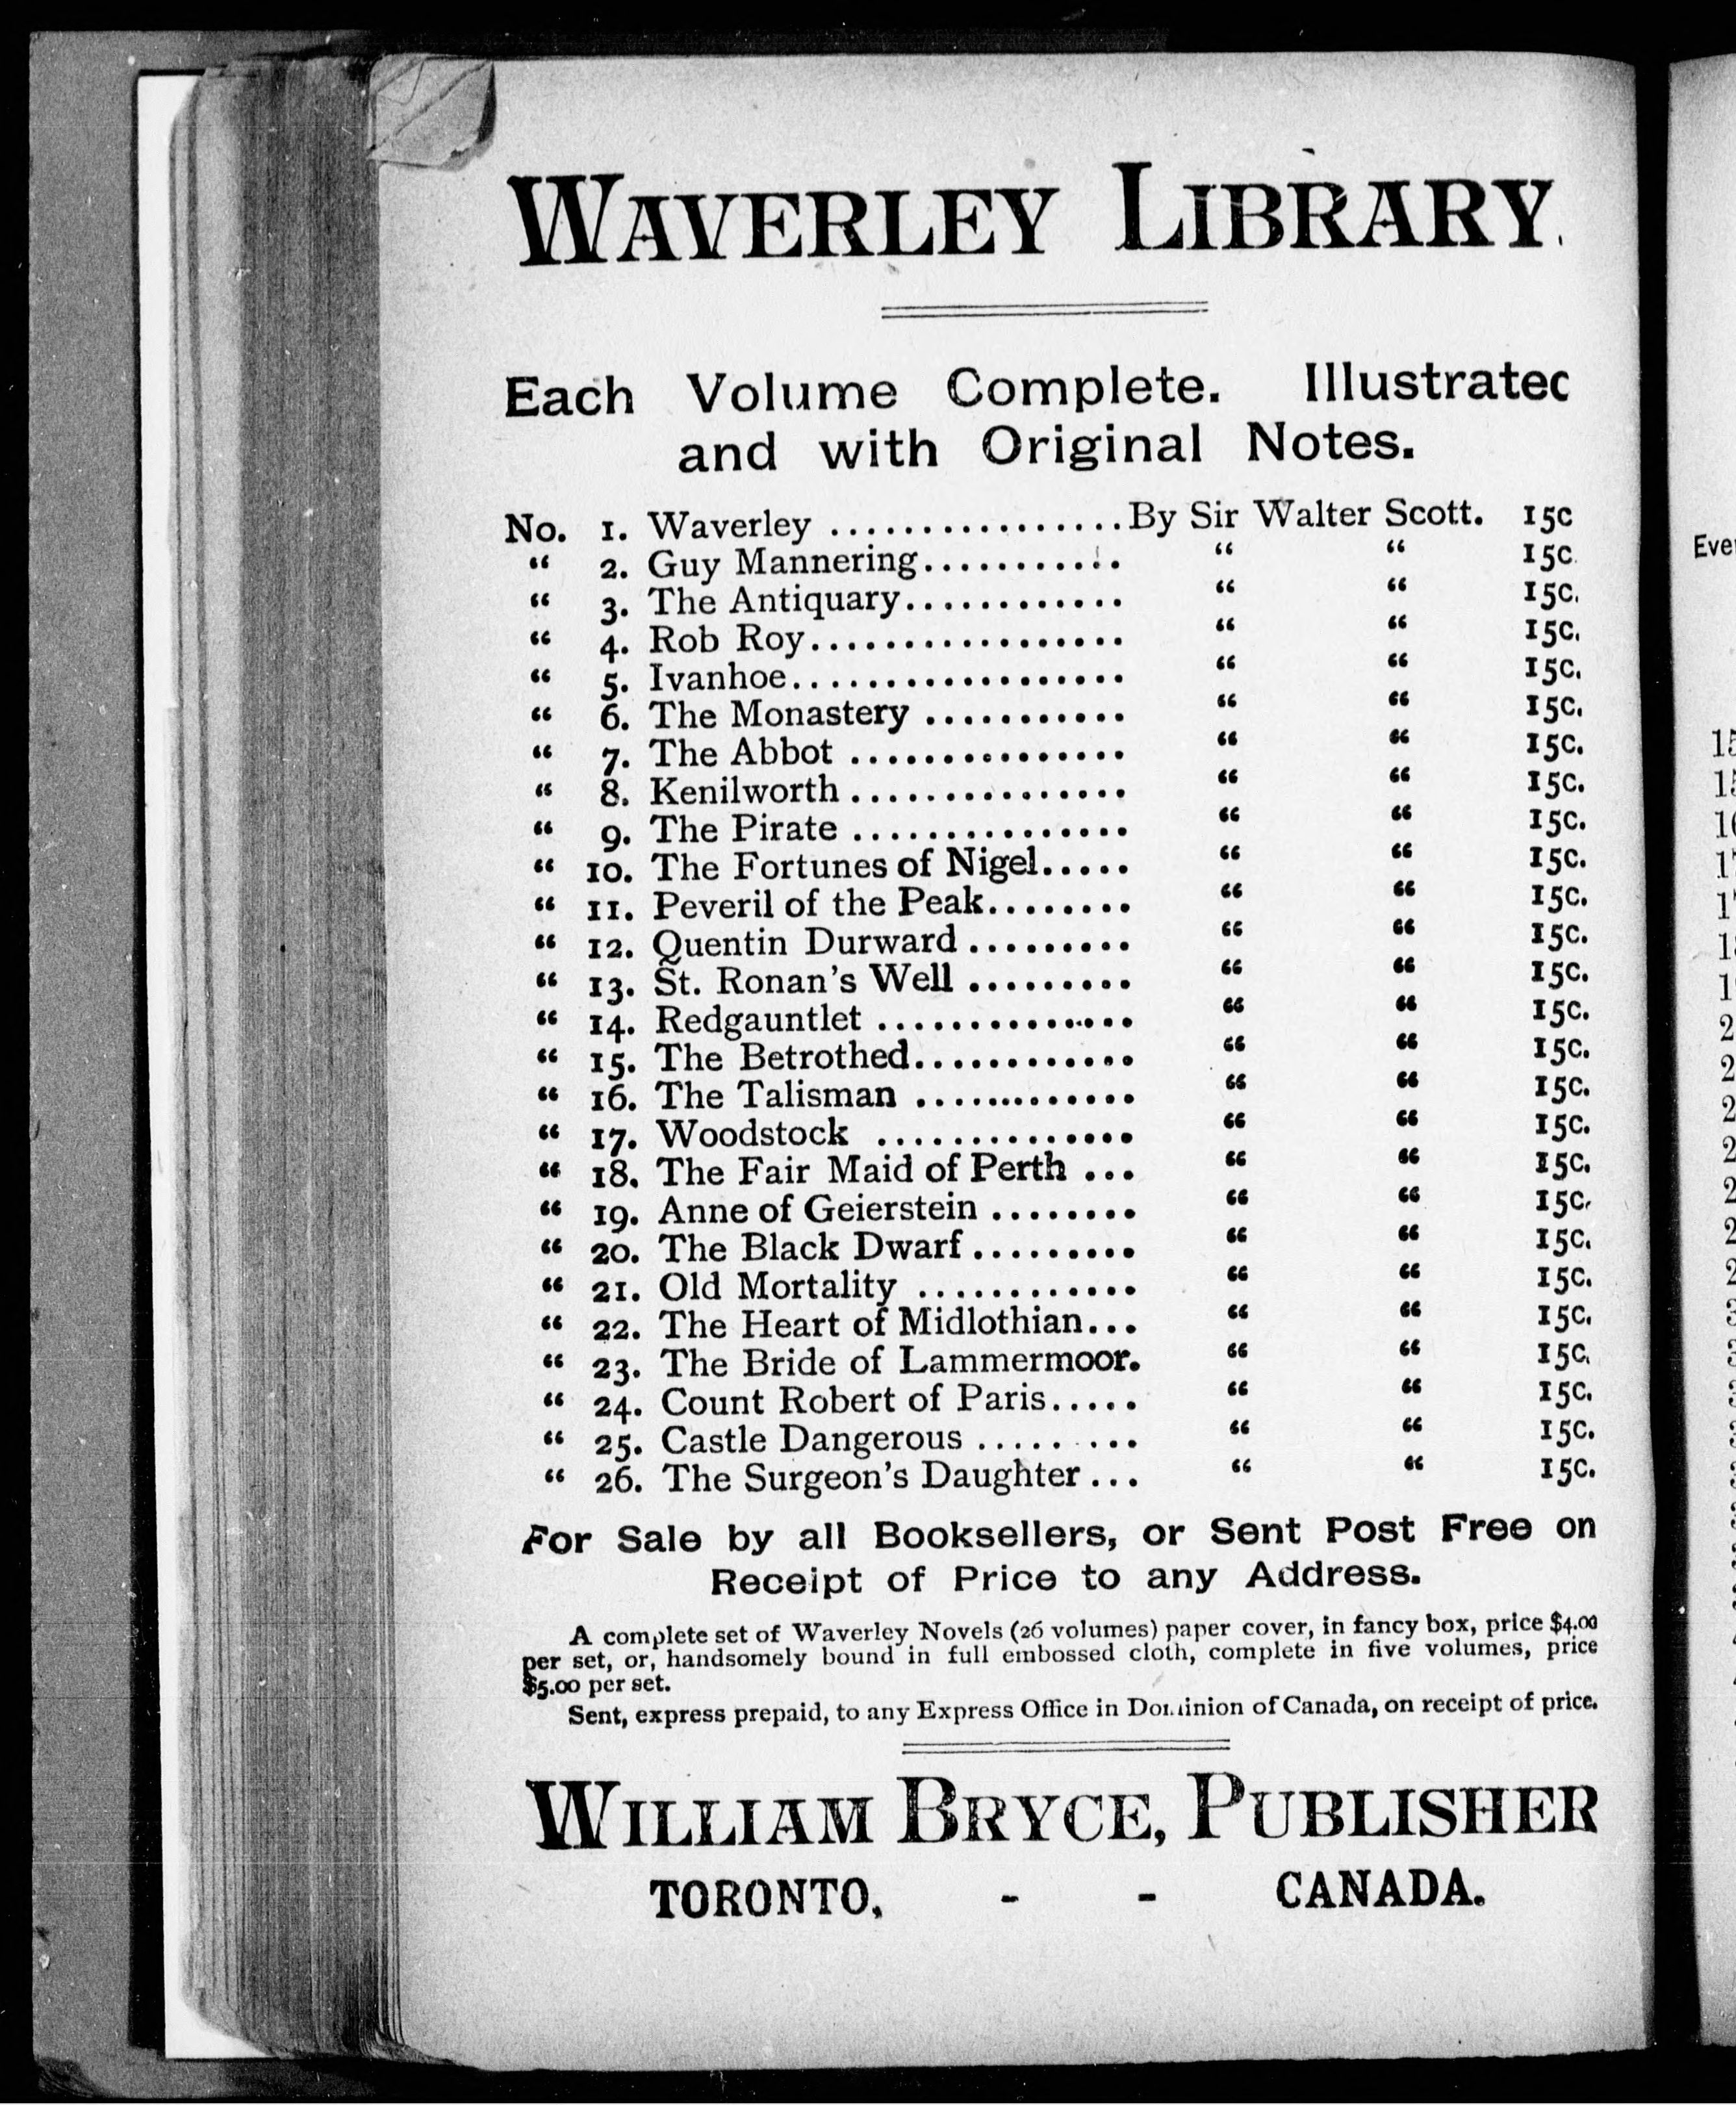 WAVERLEY LIBRARY.
Each Volume Complete. Illustrated
and with Original Notes.
No. 1. Waverley ................By Sir Walter Scott. 15c
“ 2. Guy Mannering........... “ “ 15c.
“ 3. The Antiquary............ “ “ 15c.
“ 4. Rob Roy................. “ “ 15c.
“ 5. Ivanhoe.................. “ “ 15c.
“ 6. The Monastery ........... “ “ 15c.
“ 7. The Abbot ............... “ “ 15c.
“ 8. Kenilworth ............... “ “ 15c.
“ 9. The Pirate ............... “ “ 15c.
“ 10. The Fortunes of Nigel..... “ “ 15c.
“ 11. Peveril of the Peak........ “ “ 15c.
“ 12. Quentin Durward ......... “ “ 15c.
“ 13. St. Ronan's Well ......... “ “ 15c.
“ 14. Redgauntlet .............. “ “ 15c.
“ 15. The Betrothed............ “ “ 15c.
“ 16. The Talisman ............ “ “ 15c.
“ 17. Woodstock .............. “ “ 15c.
“ 18. The Fair Maid of Perth ... “ “ 15c.
“ 19. Anne of Geierstein ........ “ “ 15c.
“ 20. The Black Dwarf ......... “ “ 15c.
“ 21. Old Mortality ............ “ “ 15c.
“ 22. The Heart of Midlothian... “ “ 15c.
“ 23. The Bride of Lammermoor. “ “ 15c.
“ 24. Count Robert of Paris..... “ “ 15c.
“ 25. Castle Dangerous ......... “ “ 15c.
“ 26. The Surgeon's Daughter ... “ “ 15c.
For Sale by all Booksellers, or Sent Post Free on
Receipt of Price to any Address.
A complete set of Waverley Novels (26 volumes) paper cover, in fancy box, price $4.00
per set, or, handsomely bound in full embossed cloth, complete in five volumes, price
$5.00 per set.
Sent, express prepaid, to any Express Office in Dominion of Canada, on receipt of price.
WILLIAM BRYCE, PUBLISHER
TORONTO, - - CANADA.